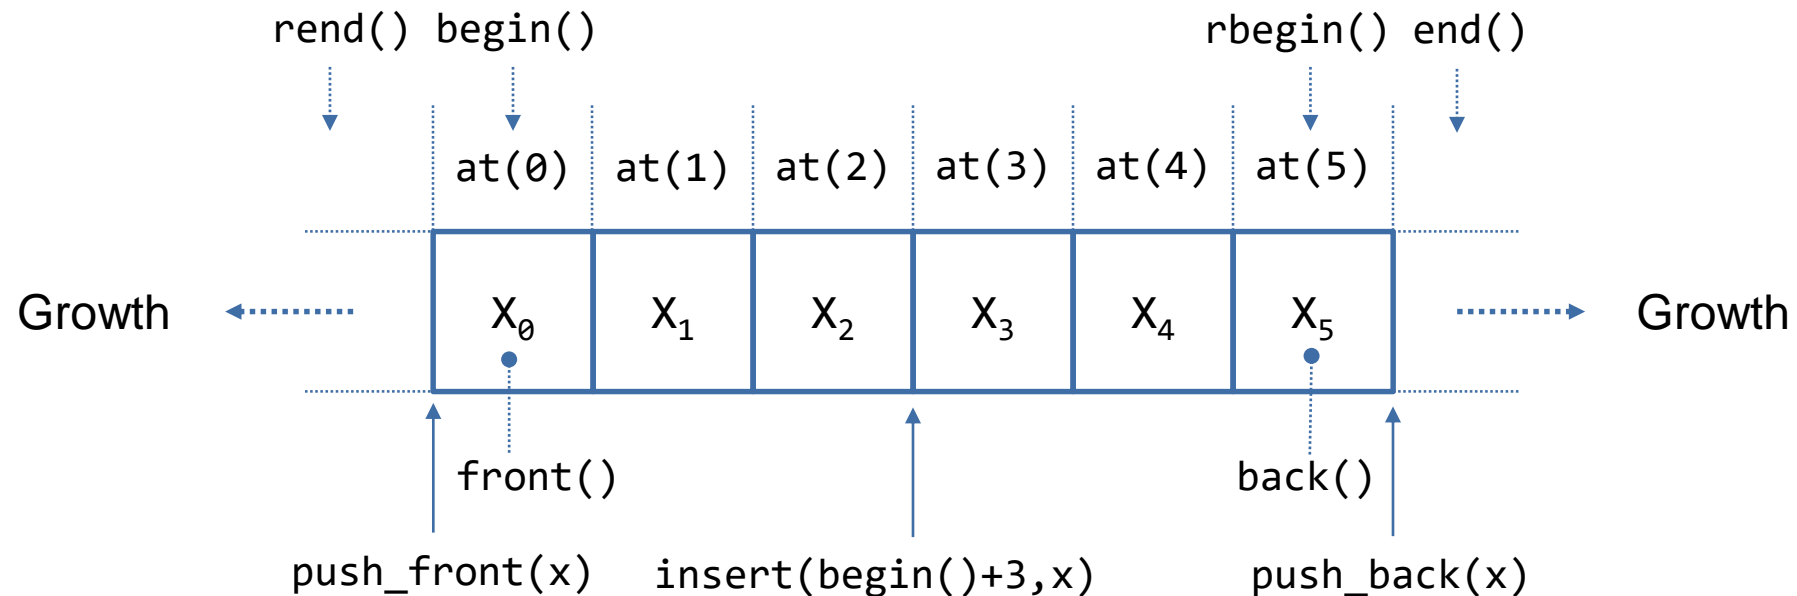 rend() begin() rbegin() end()
at(0) at(1) at(2) at(3) at(4) at(5)
Growth X₀ X₁ X₂ X₃ X₄ X₅ Growth
front() back()
push_front(x) insert(begin()+3,x) push_back(x)